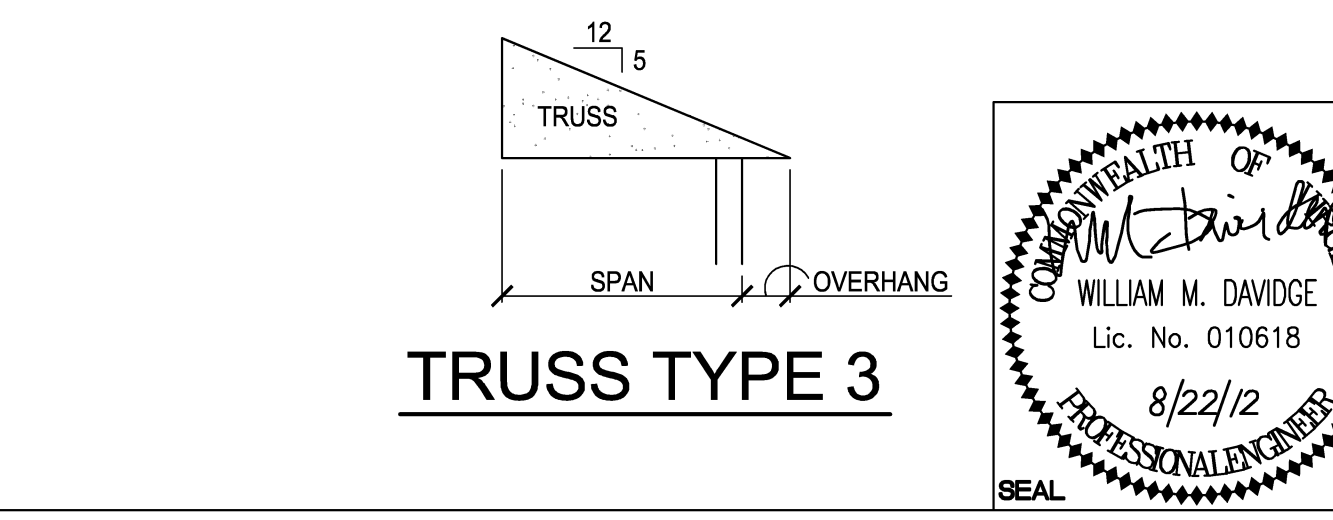 12
5
TRUSS
SPAN
OVERHANG
TRUSS TYPE 3
COMMONWEALTH OF
WILLIAM M. DAVIDGE
Lic. No. 010618
8/22/12
PROFESSIONAL ENGINEER
SEAL